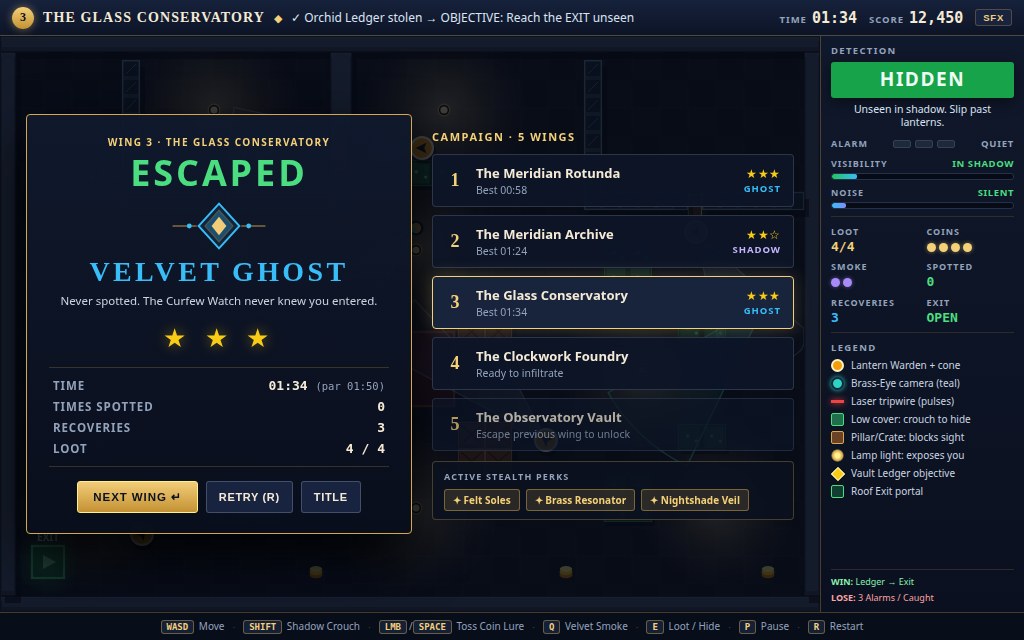 3 THE GLASS CONSERVATORY ◆ ✓ Orchid Ledger stolen → OBJECTIVE: Reach the EXIT unseen
TIME 01:34 SCORE 12,450 SFX
WING 3 · THE GLASS CONSERVATORY
ESCAPED
VELVET GHOST
Never spotted. The Curfew Watch never knew you entered.
★ ★ ★
TIME 01:34 (par 01:50)
TIMES SPOTTED 0
RECOVERIES 3
LOOT 4 / 4
NEXT WING ↵ RETRY (R) TITLE
EXIT
CAMPAIGN · 5 WINGS
1 The Meridian Rotunda ★★★
Best 00:58 GHOST
2 The Meridian Archive ★★☆
Best 01:24 SHADOW
3 The Glass Conservatory ★★★
Best 01:34 GHOST
4 The Clockwork Foundry
Ready to infiltrate
5 The Observatory Vault
Escape previous wing to unlock
ACTIVE STEALTH PERKS
✦ Felt Soles ✦ Brass Resonator ✦ Nightshade Veil
DETECTION
HIDDEN
Unseen in shadow. Slip past
lanterns.
ALARM QUIET
VISIBILITY IN SHADOW
NOISE SILENT
LOOT COINS
4/4
SMOKE SPOTTED
0
RECOVERIES EXIT
3 OPEN
LEGEND
Lantern Warden + cone
Brass-Eye camera (teal)
Laser tripwire (pulses)
Low cover: crouch to hide
Pillar/Crate: blocks sight
Lamp light: exposes you
Vault Ledger objective
Roof Exit portal
WIN: Ledger → Exit
LOSE: 3 Alarms / Caught
WASD Move · SHIFT Shadow Crouch · LMB / SPACE Toss Coin Lure · Q Velvet Smoke · E Loot / Hide · P Pause · R Restart